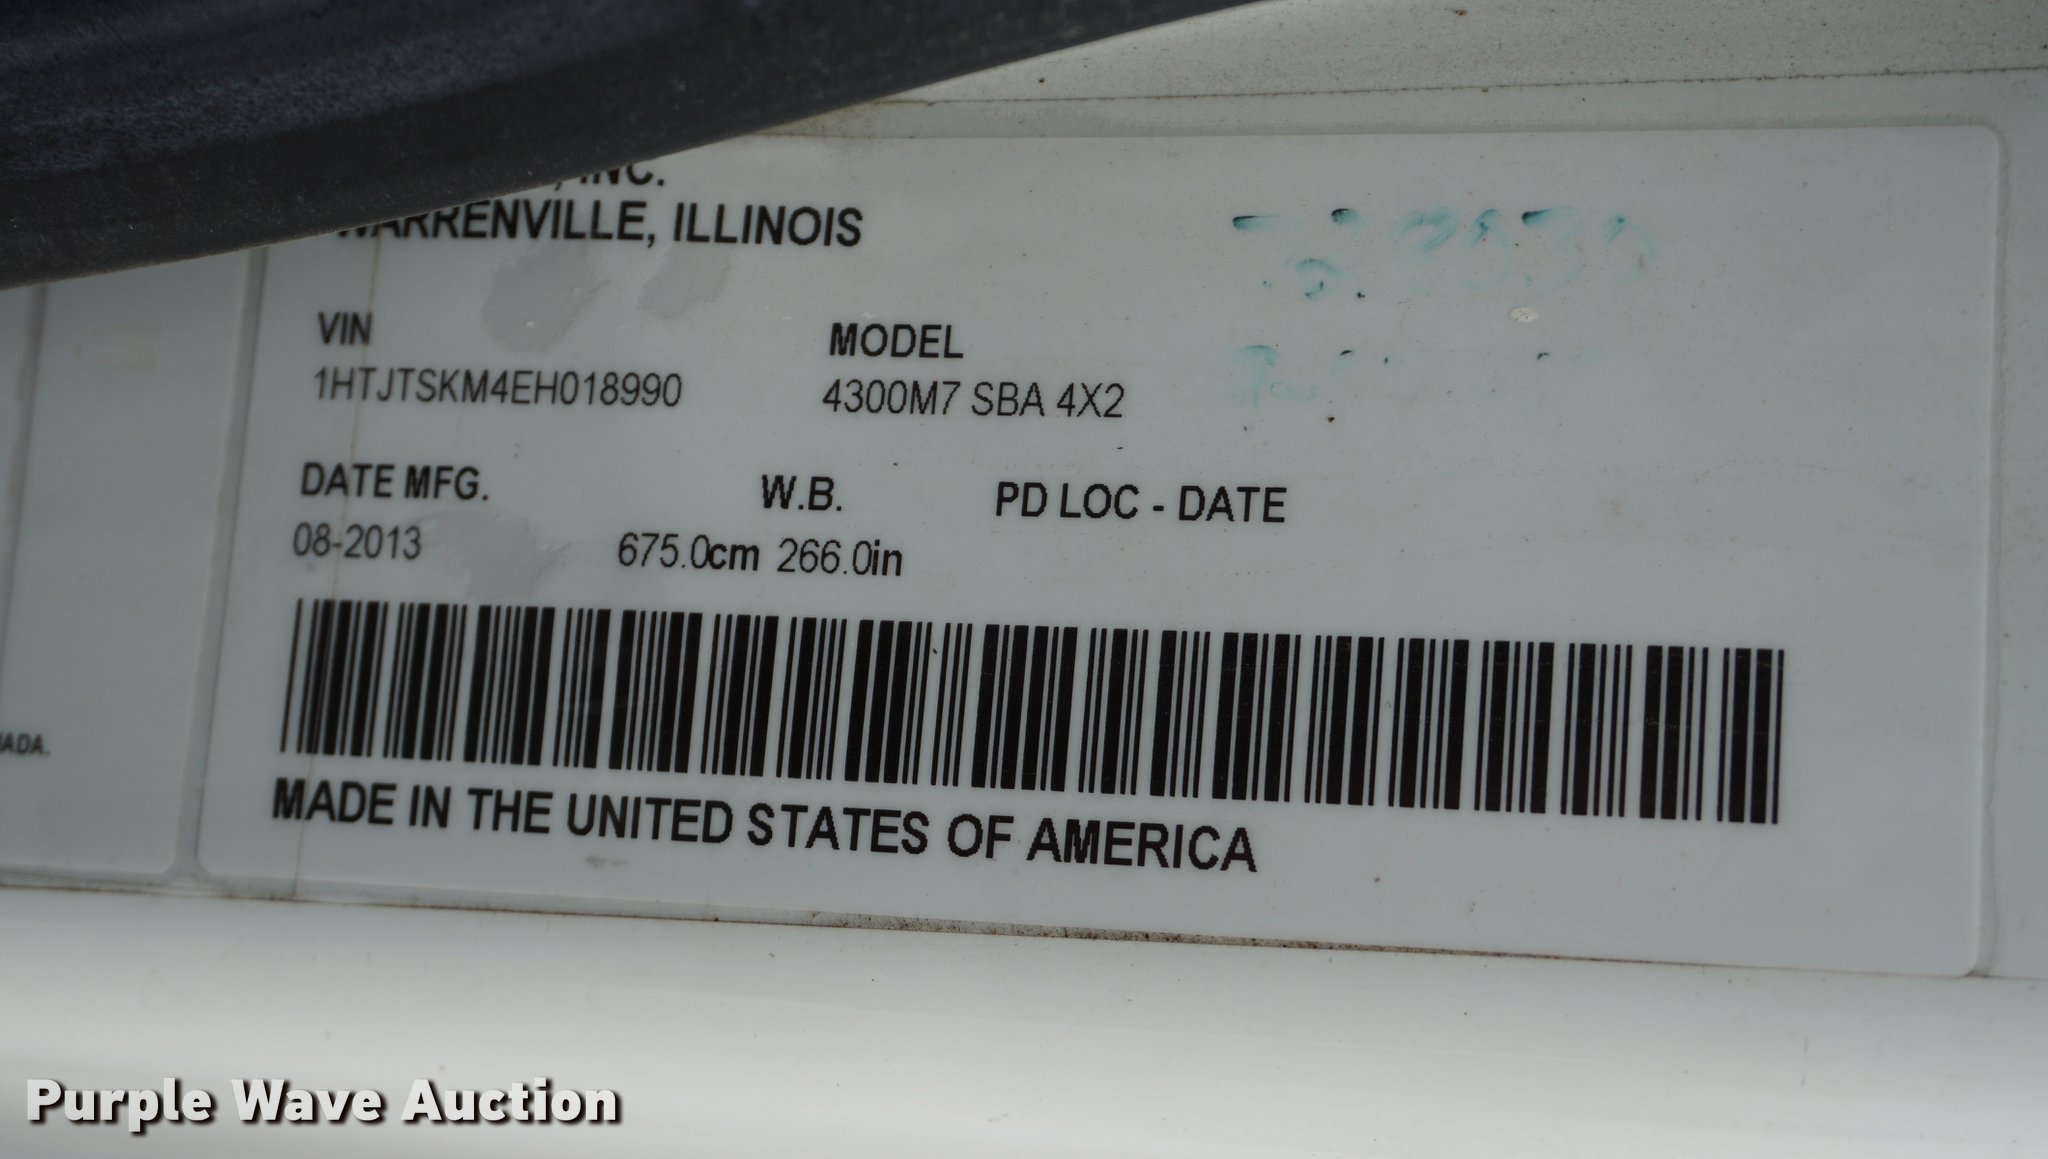 INC.
WARRENVILLE, ILLINOIS
VIN
1HTJTSKM4EH018990
MODEL
4300M7 SBA 4X2
DATE MFG.
08-2013
W.B.
675.0cm 266.0in
PD LOC - DATE
MADE IN THE UNITED STATES OF AMERICA
Purple Wave Auction